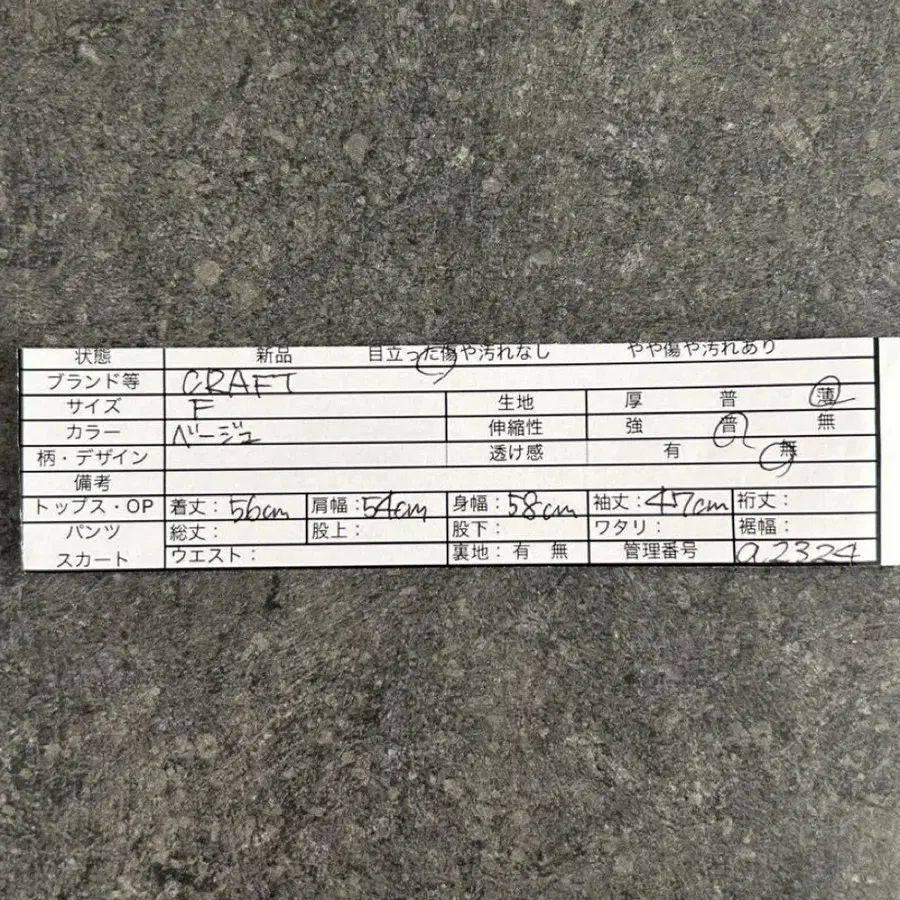 状態 新品 目立った傷や汚れなし やや傷や汚れあり
ブランド等 CRAFT
サイズ F 生地 厚 普 薄
カラー ベージュ 伸縮性 強 普 無
柄・デザイン 透け感 有 無
備考
トップス・OP 着丈：56cm 肩幅：54cm 身幅：58cm 袖丈：47cm 裄丈：
パンツ 総丈： 股上： 股下： ワタリ： 裾幅：
スカート ウエスト： 裏地：有 無 管理番号 a2324